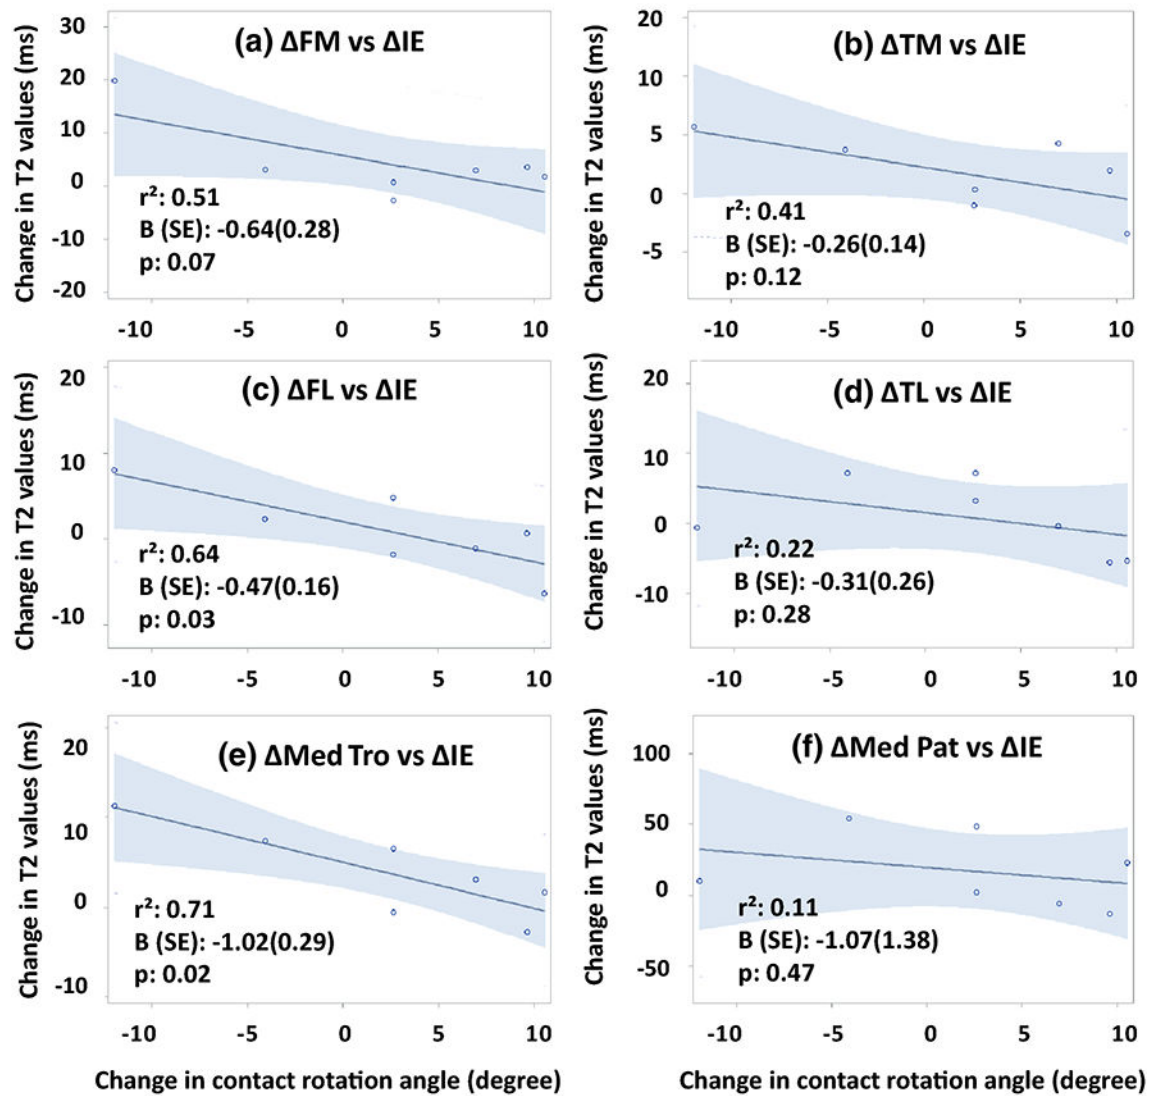 (a) ΔFM vs ΔIE
Change in T2 values (ms)
30
20
10
0
-10
-20
r²: 0.51
B (SE): -0.64(0.28)
p: 0.07
-10 -5 0 5 10
(b) ΔTM vs ΔIE
Change in T2 values (ms)
20
10
5
0
-5
r²: 0.41
B (SE): -0.26(0.14)
p: 0.12
-10 -5 0 5 10
(c) ΔFL vs ΔIE
Change in T2 values (ms)
20
10
0
-10
r²: 0.64
B (SE): -0.47(0.16)
p: 0.03
-10 -5 0 5 10
(d) ΔTL vs ΔIE
Change in T2 values (ms)
20
10
0
-10
r²: 0.22
B (SE): -0.31(0.26)
p: 0.28
-10 -5 0 5 10
(e) ΔMed Tro vs ΔIE
Change in T2 values (ms)
20
10
0
-10
r²: 0.71
B (SE): -1.02(0.29)
p: 0.02
-10 -5 0 5 10
Change in contact rotation angle (degree)
(f) ΔMed Pat vs ΔIE
Change in T2 values (ms)
100
50
0
-50
r²: 0.11
B (SE): -1.07(1.38)
p: 0.47
-10 -5 0 5 10
Change in contact rotation angle (degree)